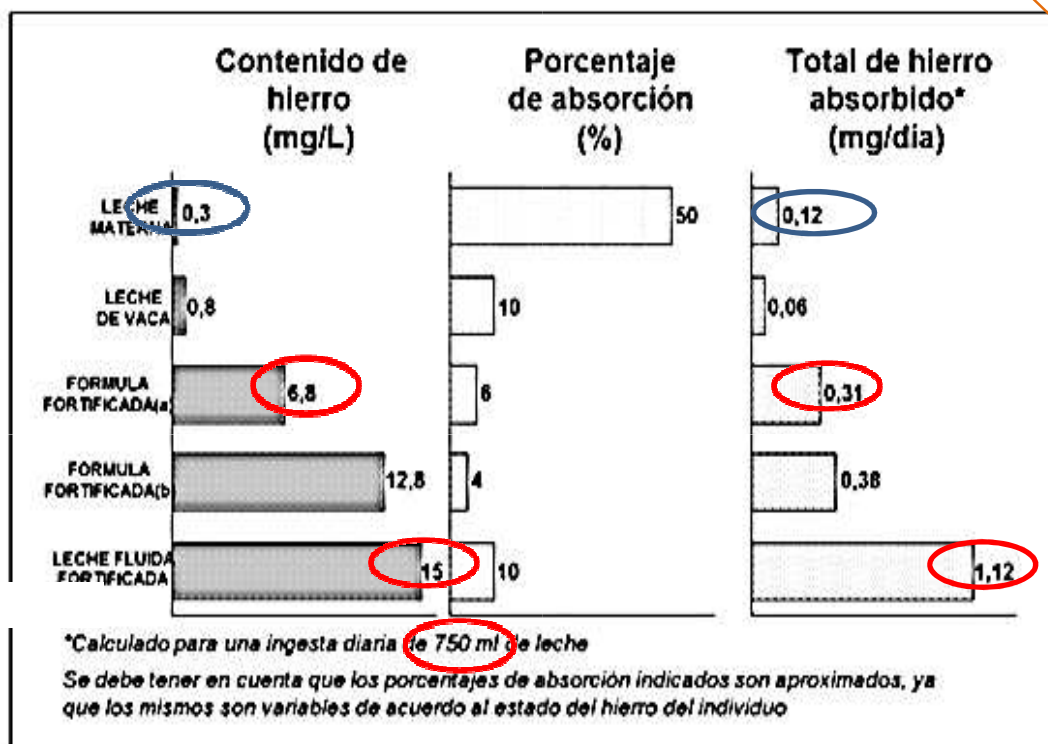 Contenido de
hierro
(mg/L)
Porcentaje
de absorción
(%)
Total de hierro
absorbido*
(mg/dia)
LECHE
MATERNA
0,3
50
0,12
LECHE
DE VACA
0,8
10
0,06
FORMULA
FORTIFICADA(a)
6,8
6
0,31
FORMULA
FORTIFICADA(b
12,8
4
0,38
LECHE FLUIDA
FORTIFICADA
15
10
1,12
*Calculado para una ingesta diaria de 750 ml de leche
Se debe tener en cuenta que los porcentajes de absorción indicados son aproximados, ya
que los mismos son variables de acuerdo al estado del hierro del individuo